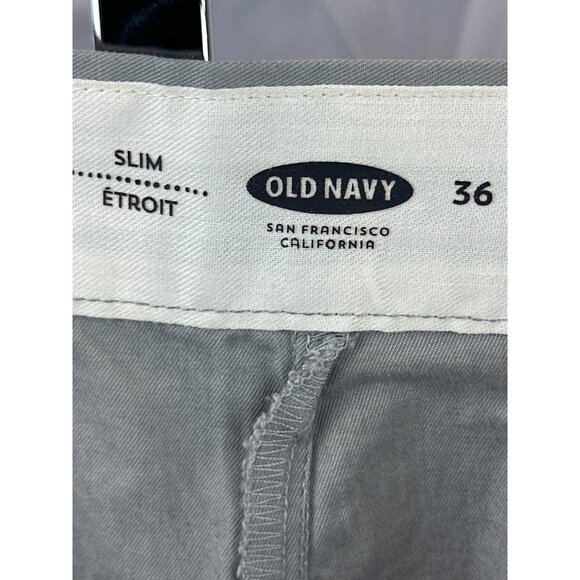 SLIM
ÉTROIT
OLD NAVY
SAN FRANCISCO
CALIFORNIA
36